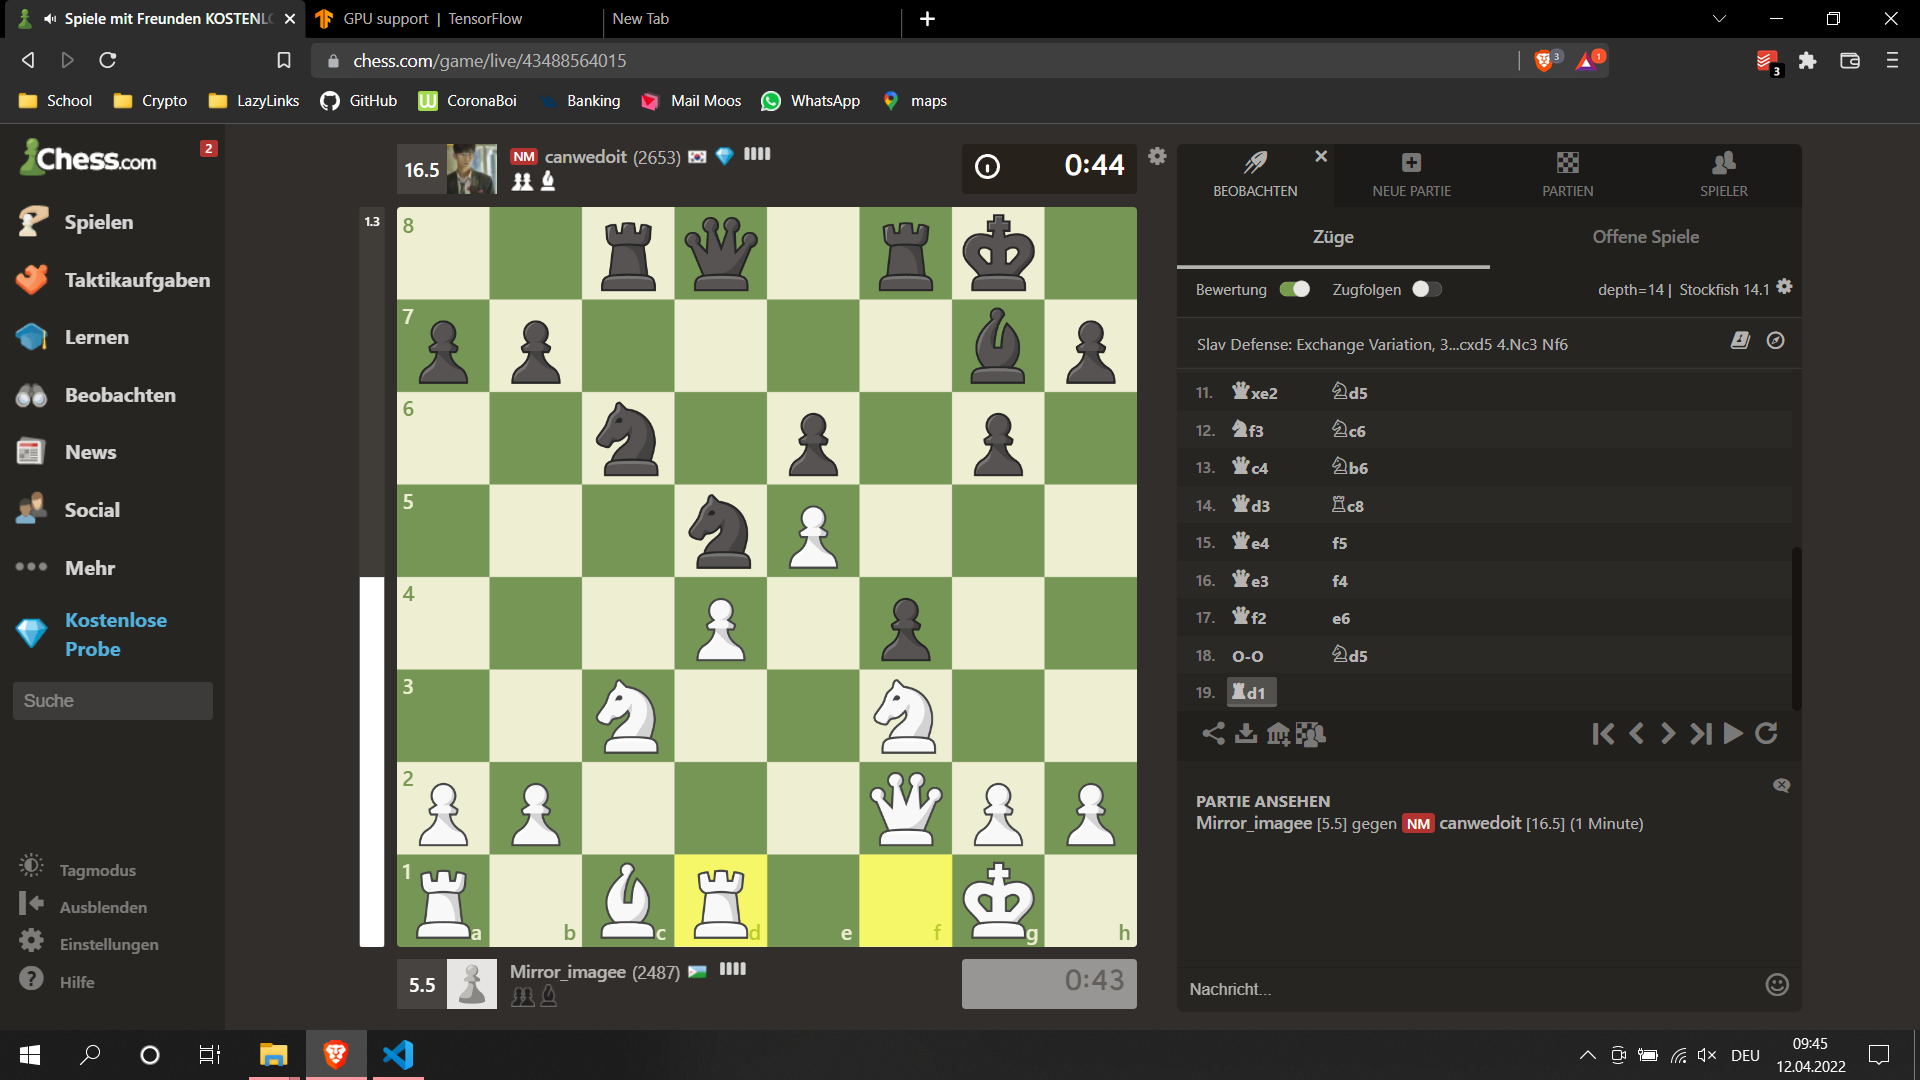 Spiele mit Freunden KOSTENLO
GPU support | TensorFlow
New Tab
chess.com/game/live/43488564015
3
1
3
School
Crypto
LazyLinks
GitHub
CoronaBoi
Banking
Mail Moos
WhatsApp
maps
Chess.com
2
Spielen
Taktikaufgaben
Lernen
Beobachten
News
Social
Mehr
Kostenlose
Probe
Suche
Tagmodus
Ausblenden
Einstellungen
Hilfe
16.5
NM canwedoit (2653)
0:44
1.3
8
7
6
5
4
3
2
1
a b c d e f g h
5.5
Mirror_imagee (2487)
0:43
BEOBACHTEN
NEUE PARTIE
PARTIEN
SPIELER
Züge
Offene Spiele
Bewertung
Zugfolgen
depth=14 | Stockfish 14.1
Slav Defense: Exchange Variation, 3...cxd5 4.Nc3 Nf6
11. xe2 d5
12. f3 c6
13. c4 b6
14. d3 c8
15. e4 f5
16. e3 f4
17. f2 e6
18. O-O d5
19. d1
PARTIE ANSEHEN
Mirror_imagee [5.5] gegen NM canwedoit [16.5] (1 Minute)
Nachricht...
DEU
09:45
12.04.2022